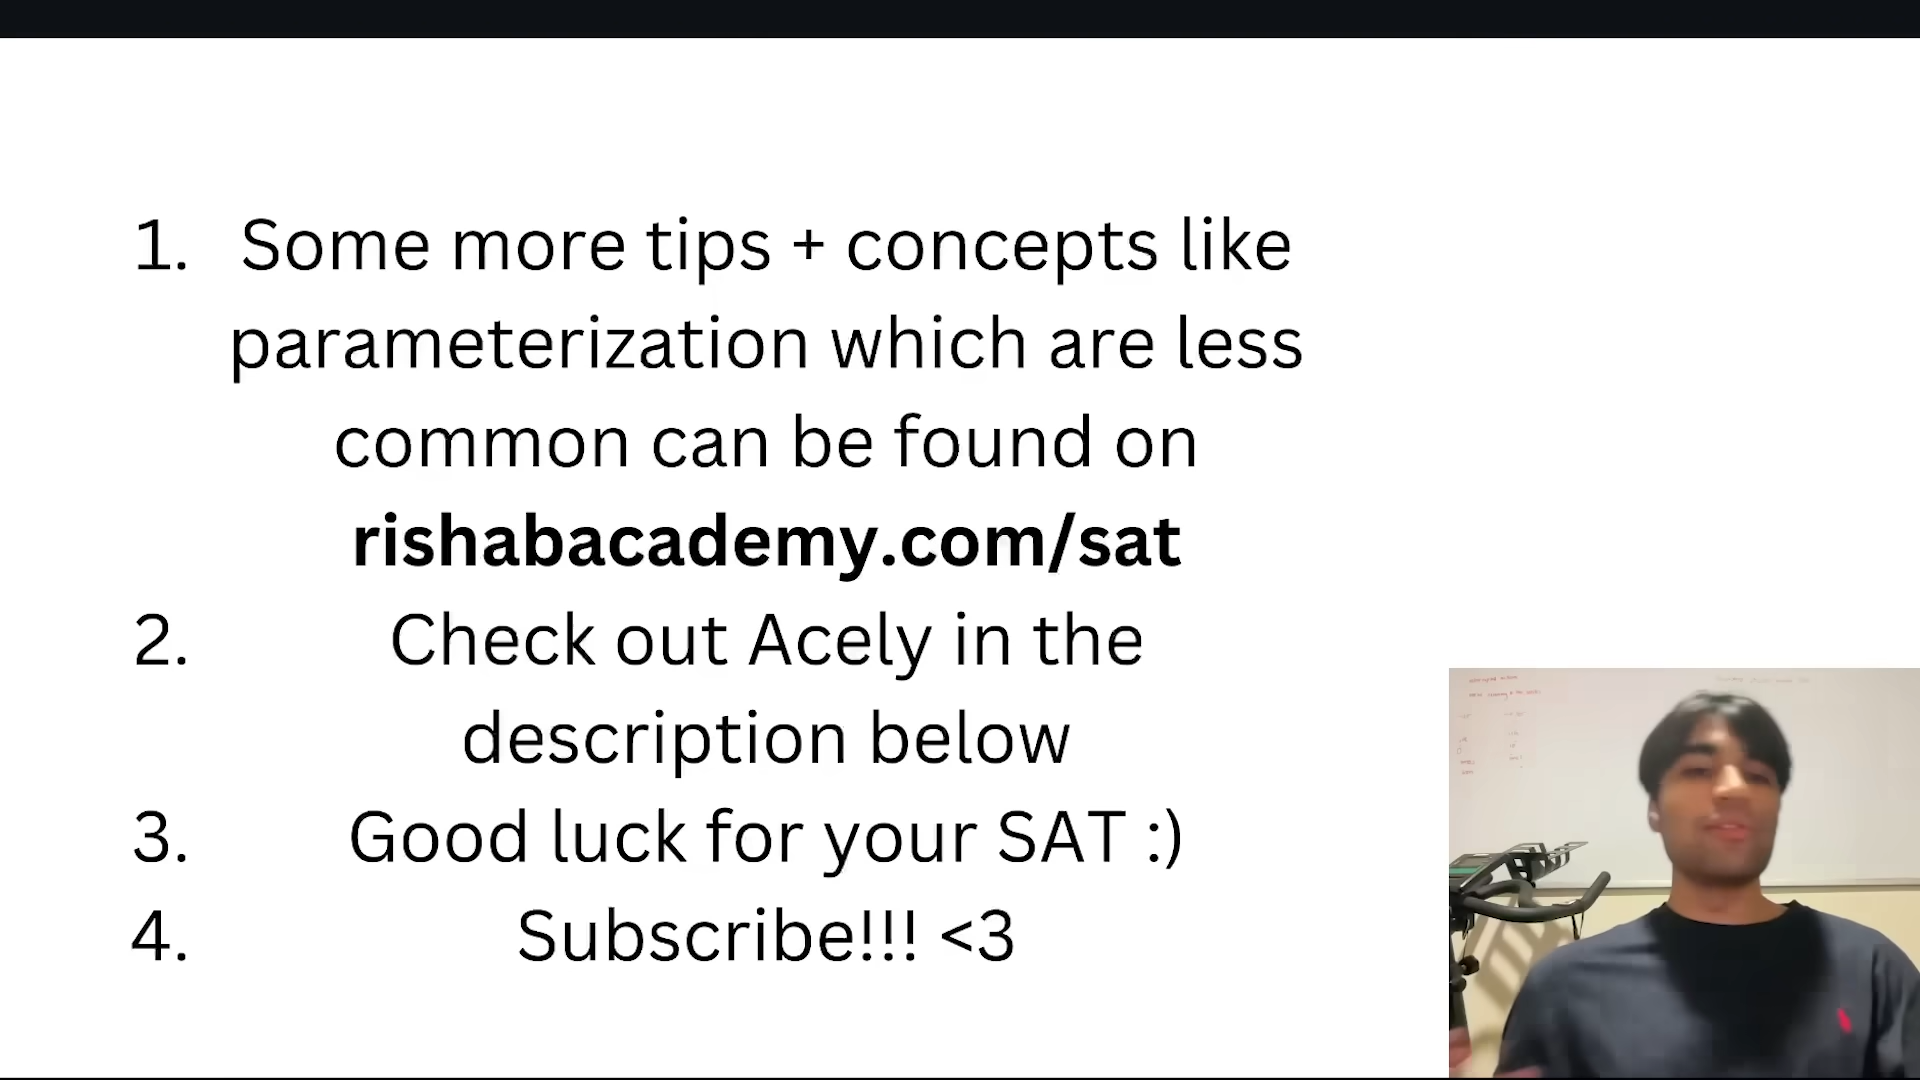 1. Some more tips + concepts like
parameterization which are less
common can be found on
rishabacademy.com/sat
2. Check out Acely in the
description below
3. Good luck for your SAT :)
4. Subscribe!!! <3